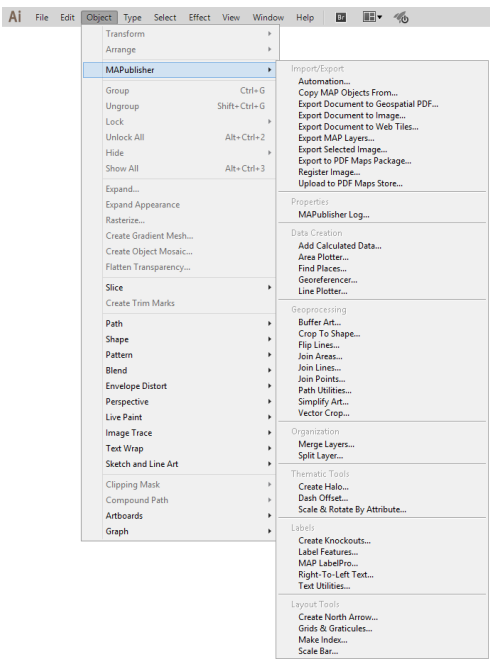 Ai File Edit Object Type Select Effect View Window Help Br
Transform
Arrange
MAPublisher
Group Ctrl+G
Ungroup Shift+Ctrl+G
Lock
Unlock All Alt+Ctrl+2
Hide
Show All Alt+Ctrl+3
Expand...
Expand Appearance
Rasterize...
Create Gradient Mesh...
Create Object Mosaic...
Flatten Transparency...
Slice
Create Trim Marks
Path
Shape
Pattern
Blend
Envelope Distort
Perspective
Live Paint
Image Trace
Text Wrap
Sketch and Line Art
Clipping Mask
Compound Path
Artboards
Graph
Import/Export
Automation...
Copy MAP Objects From...
Export Document to Geospatial PDF...
Export Document to Image...
Export Document to Web Tiles...
Export MAP Layers...
Export Selected Image...
Export to PDF Maps Package...
Register Image...
Upload to PDF Maps Store...
Properties
MAPublisher Log...
Data Creation
Add Calculated Data...
Area Plotter...
Find Places...
Georeferencer...
Line Plotter...
Geoprocessing
Buffer Art...
Crop To Shape...
Flip Lines...
Join Areas...
Join Lines...
Join Points...
Path Utilities...
Simplify Art...
Vector Crop...
Organization
Merge Layers...
Split Layer...
Thematic Tools
Create Halo...
Dash Offset...
Scale & Rotate By Attribute...
Labels
Create Knockouts...
Label Features...
MAP LabelPro...
Right-To-Left Text...
Text Utilities...
Layout Tools
Create North Arrow...
Grids & Graticules...
Make Index...
Scale Bar...